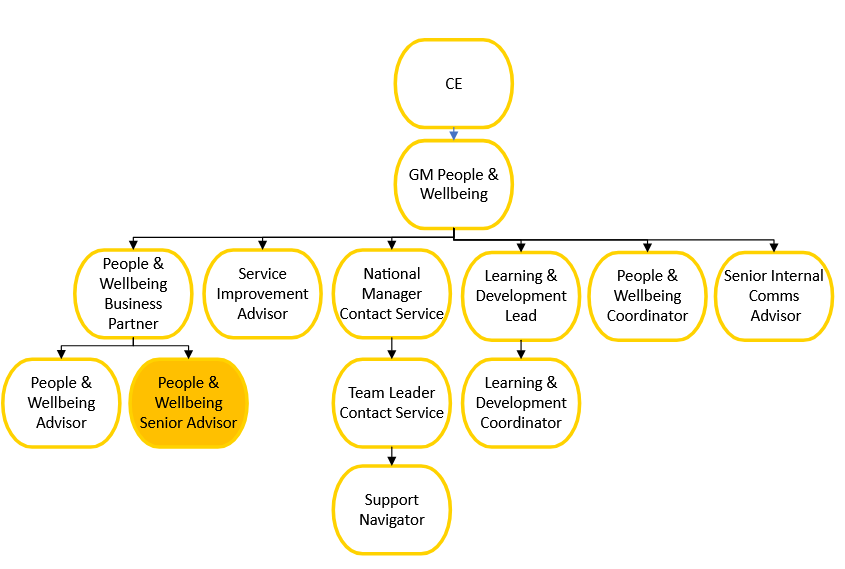 CE
GM People &
Wellbeing
People &
Wellbeing
Business
Partner
Service
Improvement
Advisor
National
Manager
Contact Service
Learning &
Development
Lead
People &
Wellbeing
Coordinator
Senior Internal
Comms
Advisor
People &
Wellbeing
Advisor
People &
Wellbeing
Senior Advisor
Team Leader
Contact Service
Learning &
Development
Coordinator
Support
Navigator